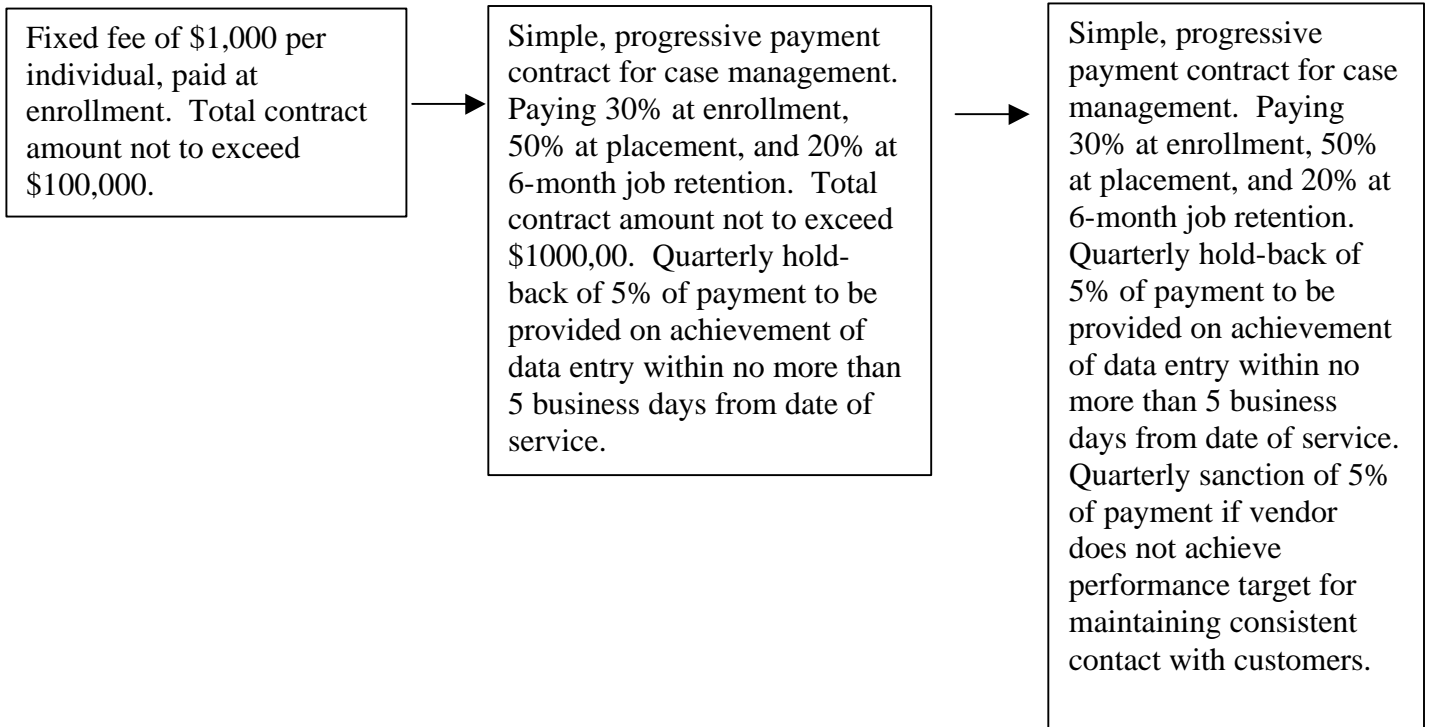 Fixed fee of $1,000 per
individual, paid at
enrollment.  Total contract
amount not to exceed
$100,000.
Simple, progressive payment
contract for case management.
Paying 30% at enrollment,
50% at placement, and 20% at
6-month job retention.  Total
contract amount not to exceed
$1000,00.  Quarterly hold-
back of 5% of payment to be
provided on achievement of
data entry within no more than
5 business days from date of
service.
Simple, progressive
payment contract for case
management.  Paying
30% at enrollment, 50%
at placement, and 20% at
6-month job retention.
Quarterly hold-back of
5% of payment to be
provided on achievement
of data entry within no
more than 5 business
days from date of service.
Quarterly sanction of 5%
of payment if vendor
does not achieve
performance target for
maintaining consistent
contact with customers.